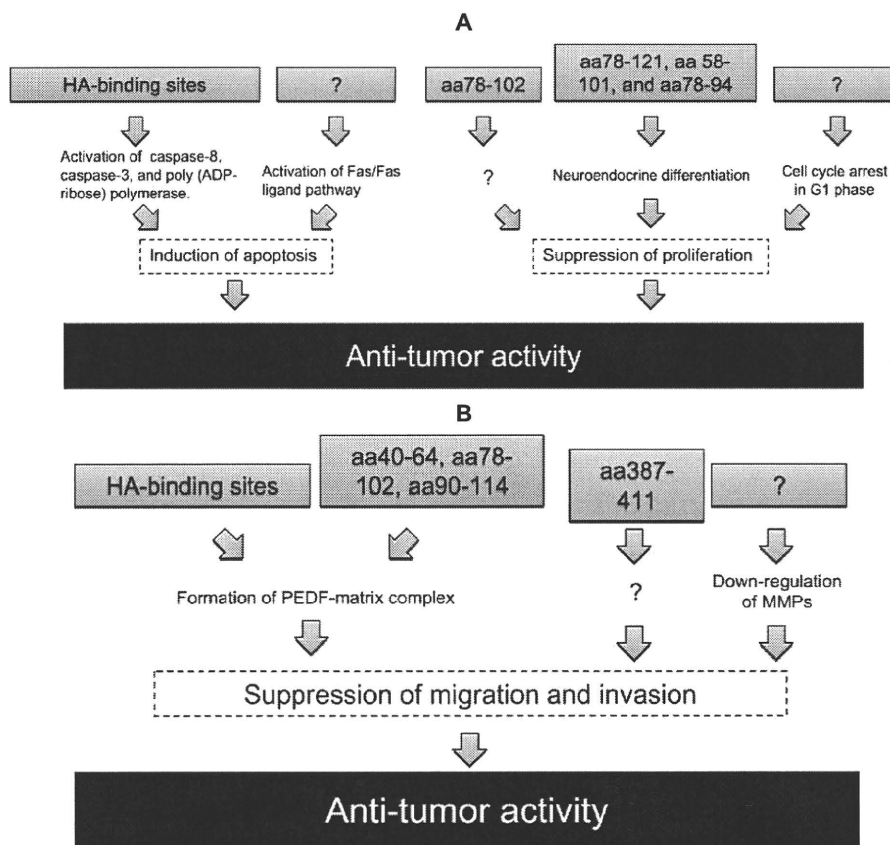 A
HA-binding sites
?
aa78-102
aa78-121, aa 58-
101, and aa78-94
?
Activation of caspase-8,
caspase-3, and poly (ADP-
ribose) polymerase.
Activation of Fas/Fas
ligand pathway
?
Neuroendocrine differentiation
Cell cycle arrest
in G1 phase
Induction of apoptosis
Suppression of proliferation
Anti-tumor activity
B
HA-binding sites
aa40-64, aa78-
102, aa90-114
aa387-
411
?
Formation of PEDF-matrix complex
?
Down-regulation
of MMPs
Suppression of migration and invasion
Anti-tumor activity